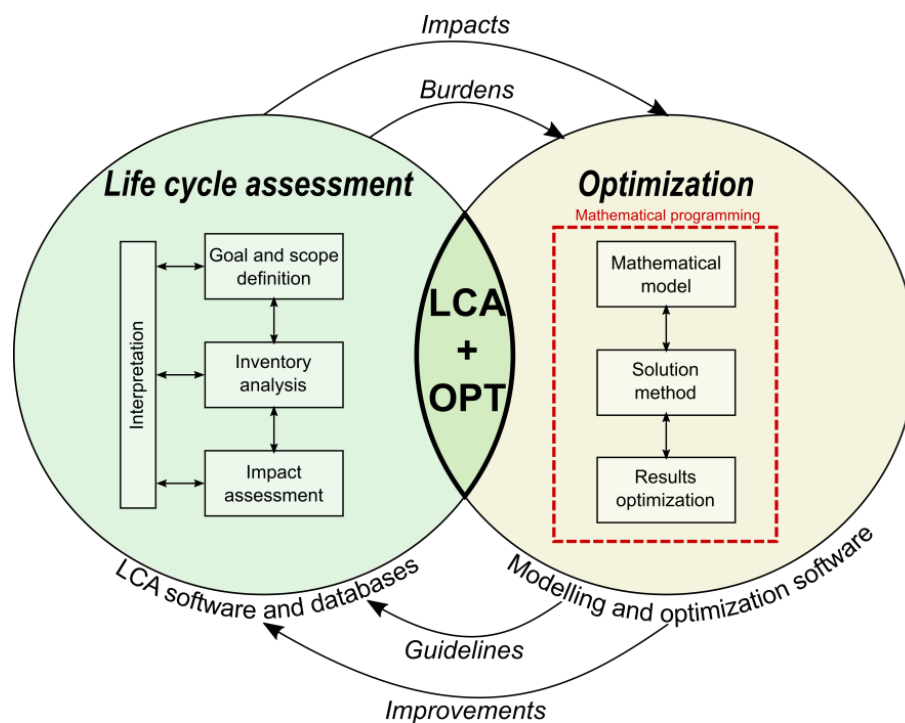 Impacts
Burdens
Life cycle assessment
Optimization
Mathematical programming
Interpretation
Goal and scope
definition
Inventory
analysis
Impact
assessment
LCA
+
OPT
Mathematical
model
Solution
method
Results
optimization
LCA software and databases
Modelling and optimization software
Guidelines
Improvements